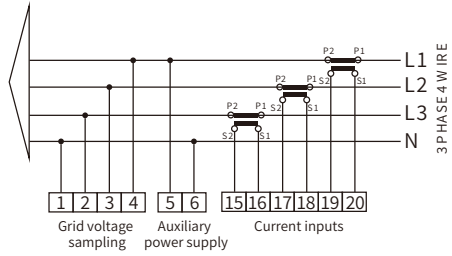 P2 P1
L1
S2 S1
P2 P1
L2
S2 S1
P2 P1
L3
S2 S1
N
3 PHASE 4 WIRE
1 2 3 4 5 6 15 16 17 18 19 20
Grid voltage sampling
Auxiliary power supply
Current inputs